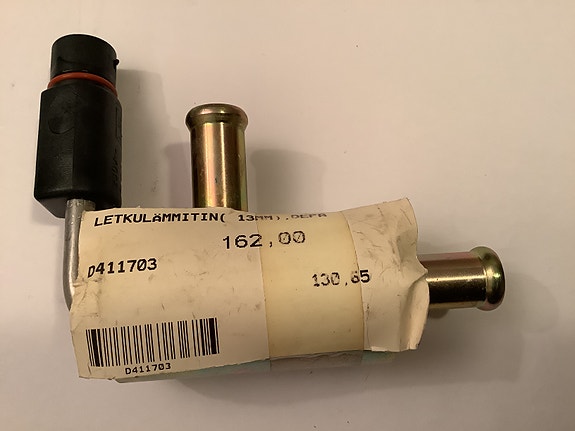 LETKULÄMMITIN( 13MM).DEFA
162,00
D411703
130,65
D411703